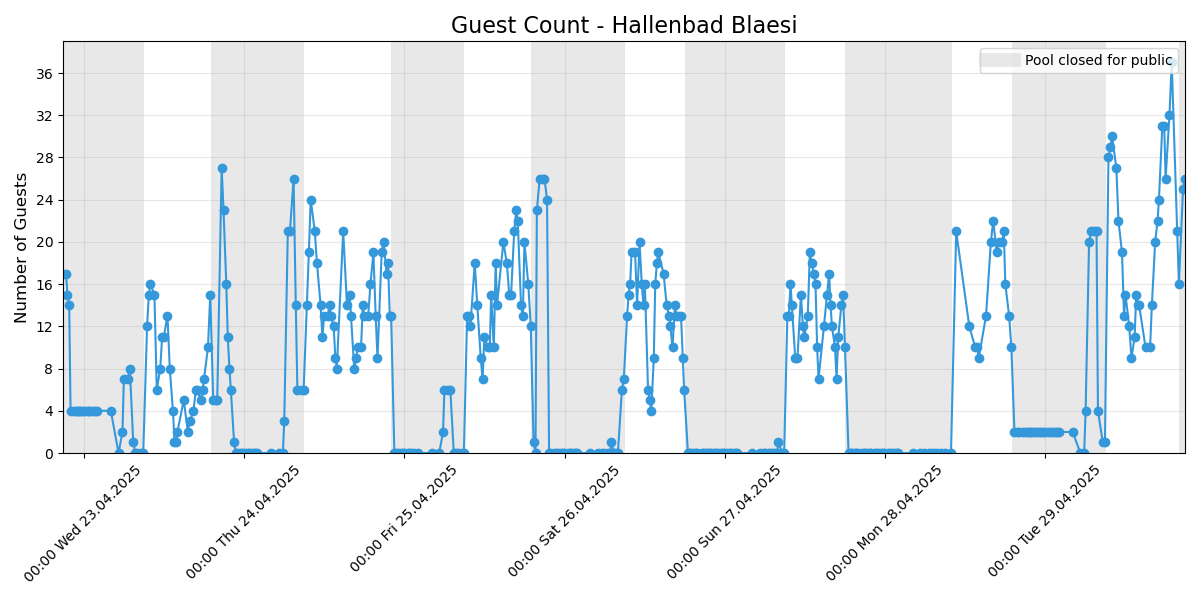 Guest Count - Hallenbad Blaesi
Pool closed for public
Number of Guests
36
32
28
24
20
16
12
8
4
0
00:00 Wed 23.04.2025
00:00 Thu 24.04.2025
00:00 Fri 25.04.2025
00:00 Sat 26.04.2025
00:00 Sun 27.04.2025
00:00 Mon 28.04.2025
00:00 Tue 29.04.2025